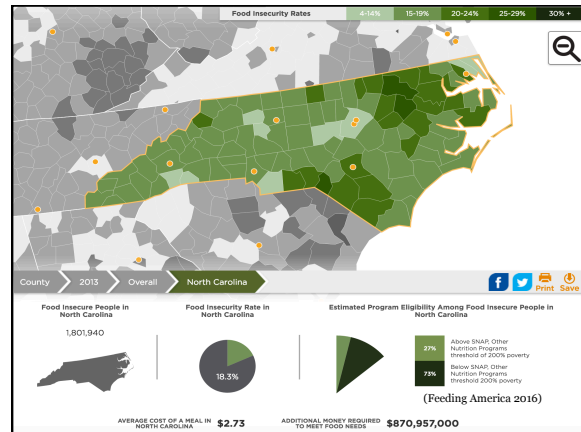 Food Insecurity Rates 4-14% 15-19% 20-24% 25-29% 30% +
County 2013 Overall North Carolina
Print Save
Food Insecure People in
North Carolina
1,801,940
Food Insecurity Rate in
North Carolina
18.3%
Estimated Program Eligibility Among Food Insecure People in
North Carolina
27%
Above SNAP, Other
Nutrition Programs
threshold of 200% poverty
73%
Below SNAP, Other
Nutrition Programs
threshold 200% poverty
(Feeding America 2016)
AVERAGE COST OF A MEAL IN
NORTH CAROLINA $2.73
ADDITIONAL MONEY REQUIRED
TO MEET FOOD NEEDS $870,957,000